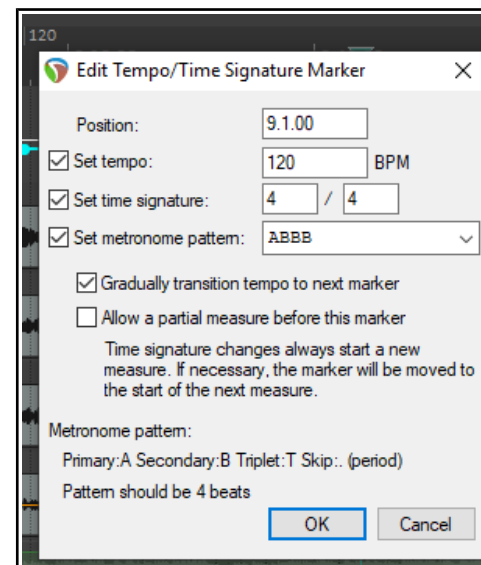 120
Edit Tempo/Time Signature Marker
Position: 9.1.00
Set tempo: 120 BPM
Set time signature: 4 / 4
Set metronome pattern: ABBB
Gradually transition tempo to next marker
Allow a partial measure before this marker
Time signature changes always start a new
measure. If necessary, the marker will be moved to
the start of the next measure.
Metronome pattern:
Primary:A Secondary:B Triplet:T Skip:. (period)
Pattern should be 4 beats
OK Cancel